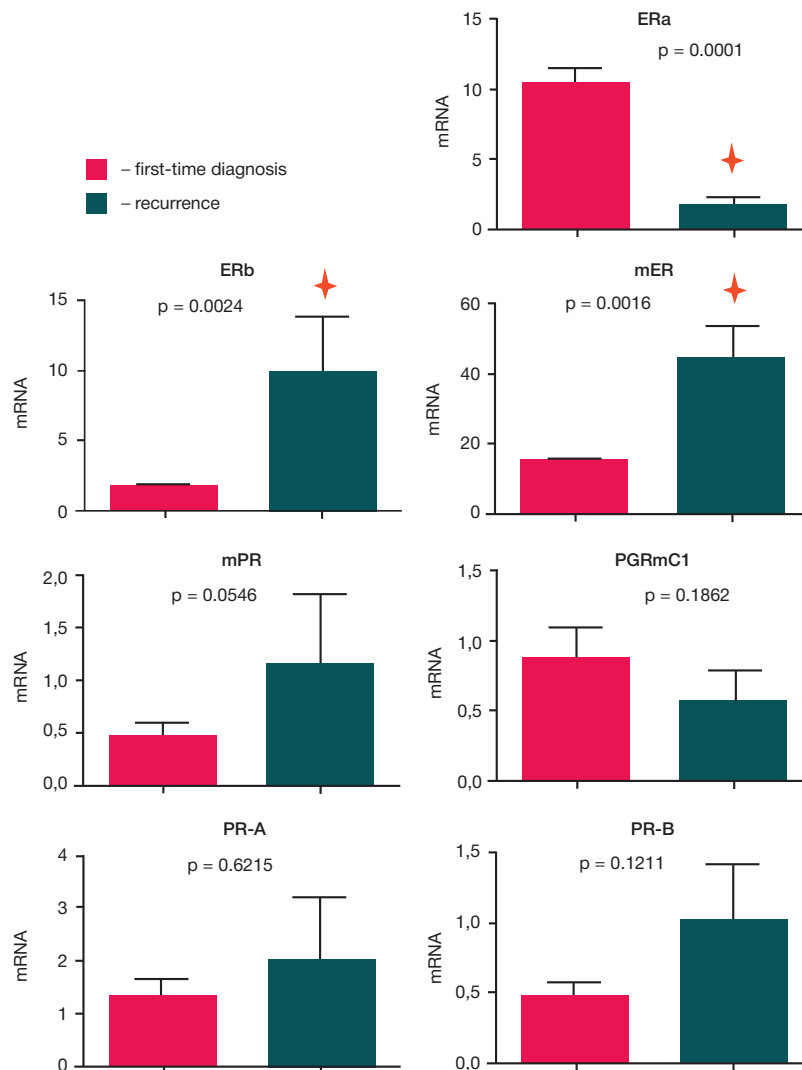 ERa
p = 0.0001
mRNA
15
10
5
0
– first-time diagnosis
– recurrence
ERb
p = 0.0024
mRNA
15
10
5
0
mER
p = 0.0016
mRNA
60
40
20
0
mPR
p = 0.0546
mRNA
2,0
1,5
1,0
0,5
0,0
PGRmC1
p = 0.1862
mRNA
1,5
1,0
0,5
0,0
PR-A
p = 0.6215
mRNA
4
3
2
1
0
PR-B
p = 0.1211
mRNA
1,5
1,0
0,5
0,0